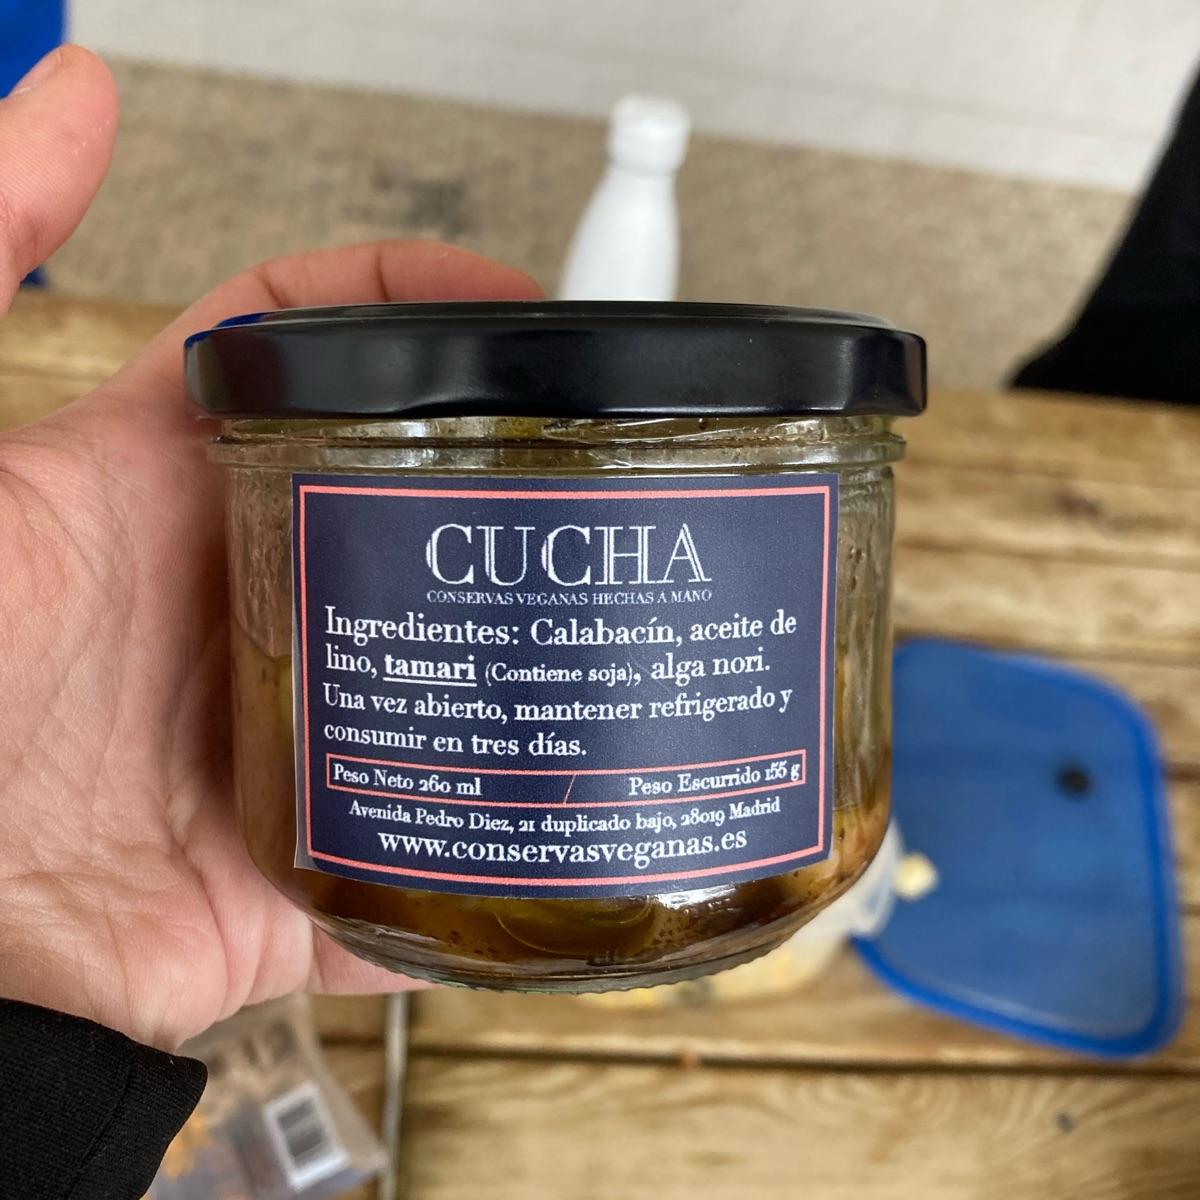 CUCHA
CONSERVAS VEGANAS HECHAS A MANO
Ingredientes: Calabacín, aceite de
lino, tamari (Contiene soja), alga nori.
Una vez abierto, mantener refrigerado y
consumir en tres días.
Peso Neto 260 ml / Peso Escurrido 155 g
Avenida Pedro Diez, 21 duplicado bajo, 28019 Madrid
www.conservasveganas.es